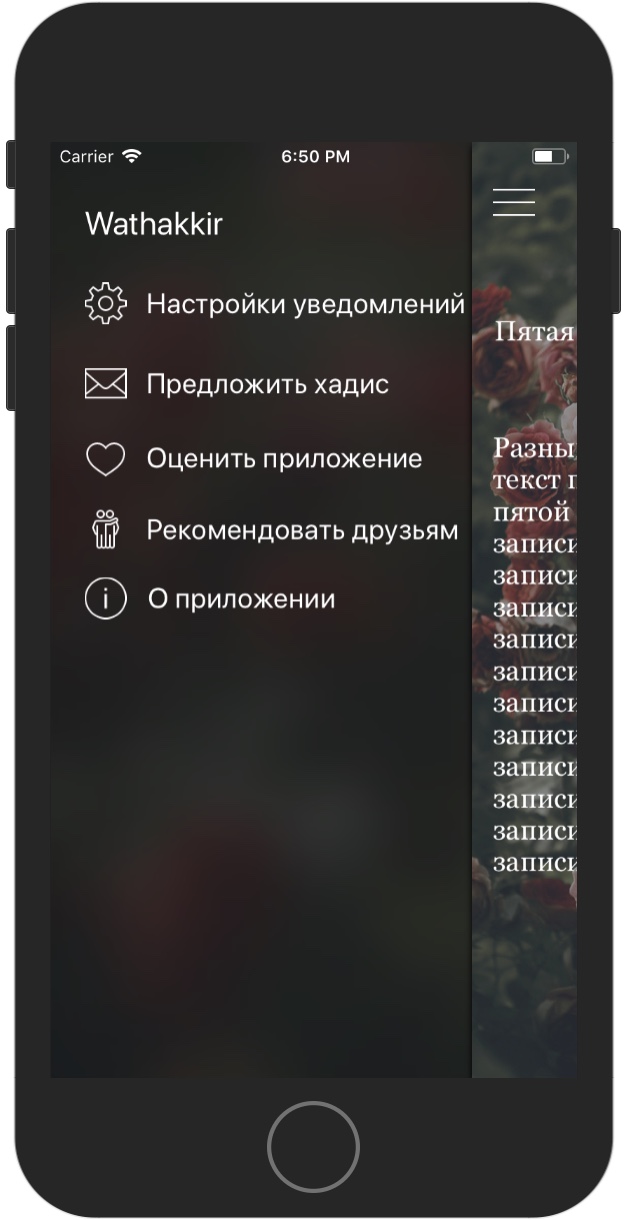 Carrier 6:50 PM
Wathakkir
Настройки уведомлений
Предложить хадис
Оценить приложение
Рекомендовать друзьям
О приложении
Пятая
Разны
текст п
пятой
записи
записи
записи
записи
записи
записи
записи
записи
записи
записи
записи